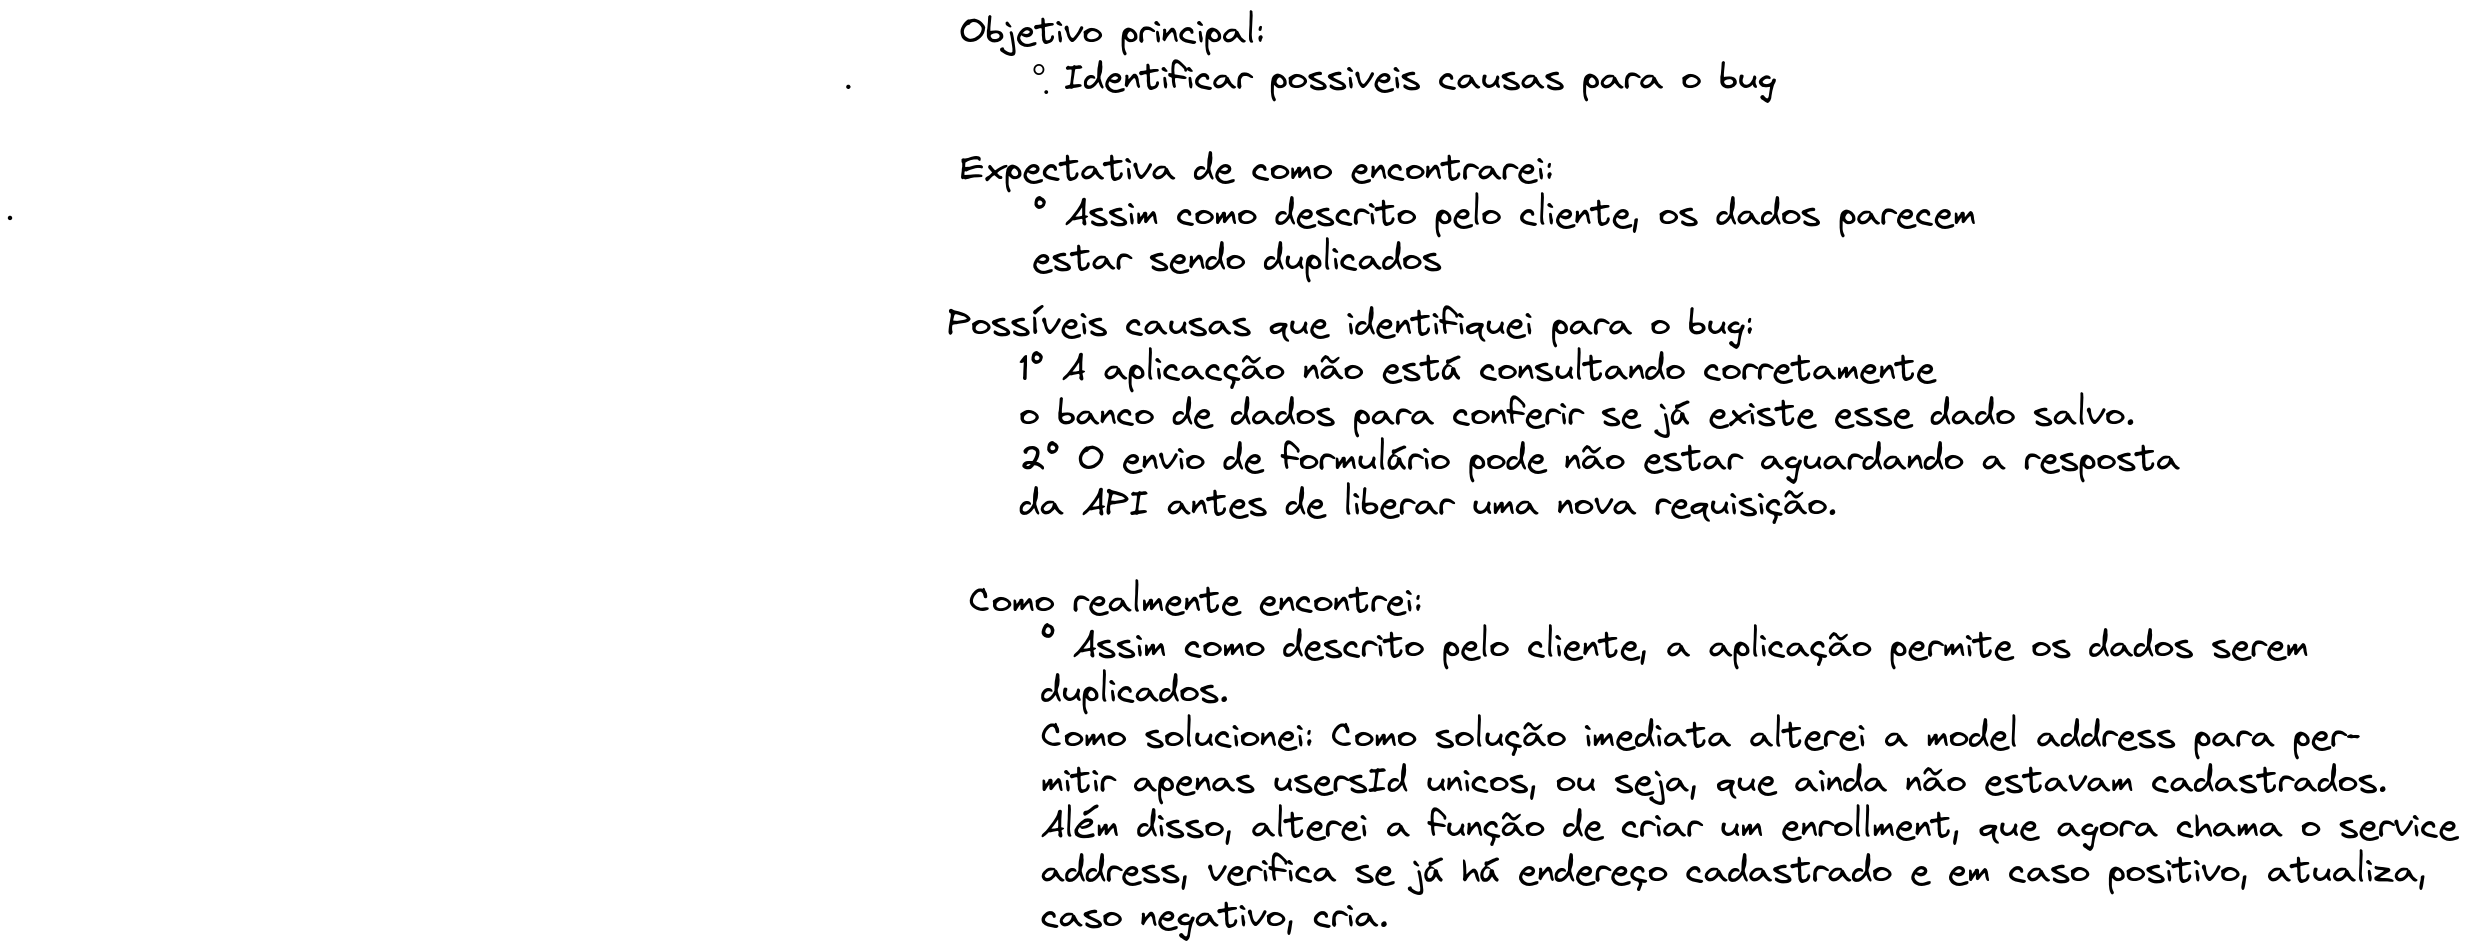 Objetivo principal:
° Identificar possiveis causas para o bug
Expectativa de como encontrarei:
° Assim como descrito pelo cliente, os dados parecem
estar sendo duplicados
Possíveis causas que identifiquei para o bug:
1° A aplicacção não está consultando corretamente
o banco de dados para conferir se já existe esse dado salvo.
2° O envio de formulário pode não estar aguardando a resposta
da API antes de liberar uma nova requisição.
Como realmente encontrei:
° Assim como descrito pelo cliente, a aplicação permite os dados serem
duplicados.
Como solucionei: Como solução imediata alterei a model address para per-
mitir apenas usersId unicos, ou seja, que ainda não estavam cadastrados.
Além disso, alterei a função de criar um enrollment, que agora chama o service
address, verifica se já há endereço cadastrado e em caso positivo, atualiza,
caso negativo, cria.